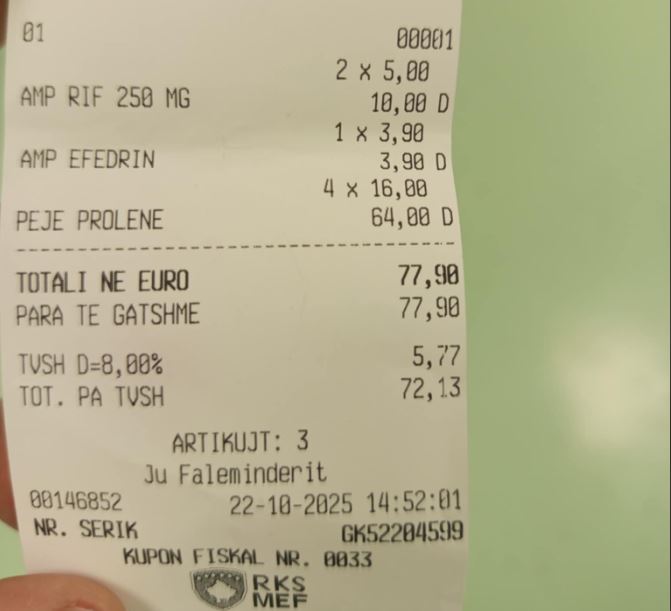 01 00001
2 x 5,00
AMP RIF 250 MG 10,00 D
1 x 3,90
AMP EFEDRIN 3,90 D
4 x 16,00
PEJE PROLENE 64,00 D
TOTALI NE EURO 77,90
PARA TE GATSHME 77,90
TVSH D=8,00% 5,77
TOT. PA TVSH 72,13
ARTIKUJT: 3
Ju Faleminderit
00146852 22-10-2025 14:52:01
NR. SERIK GK52204599
KUPON FISKAL NR. 0033
RKS
MEF